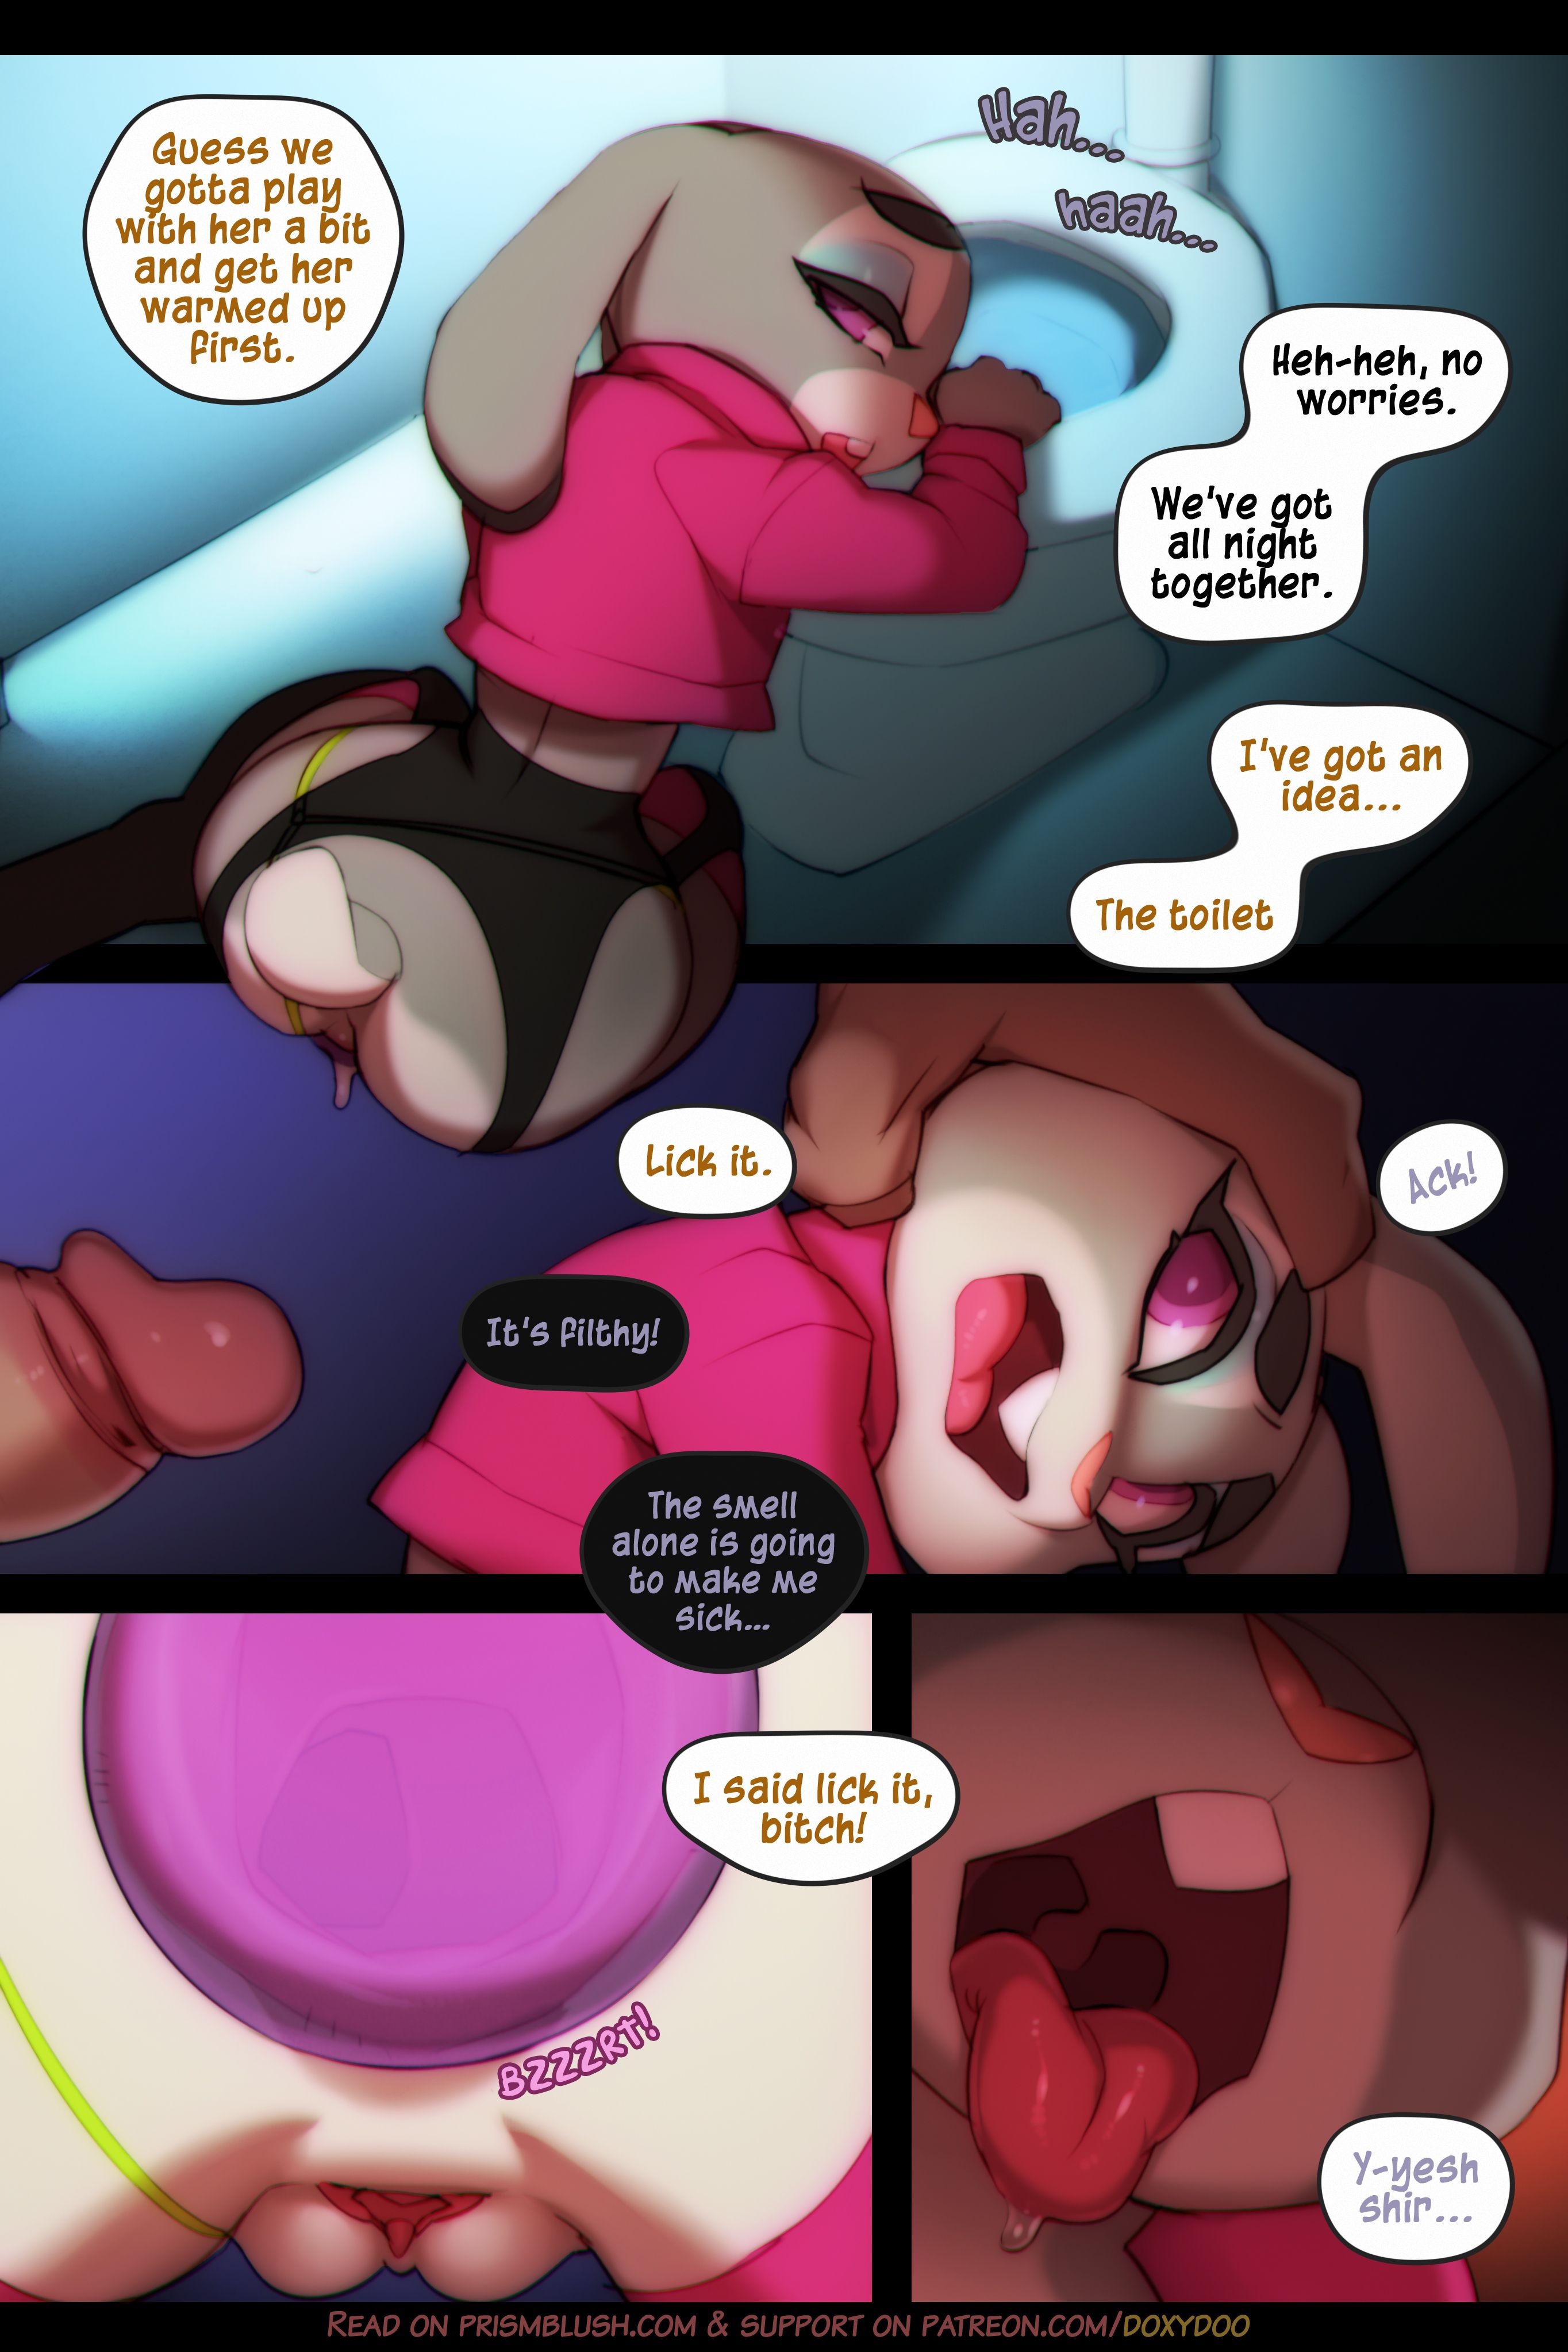 Guess we
gotta play
with her a bit
and get her
warmed up
first.
Hah...
haah...
Heh-heh, no
worries.
We've got
all night
together.
I've got an
idea...
The toilet
Lick it.
Ack!
It's filthy!
The smell
alone is going
to make me
sick...
I said lick it,
bitch!
BZZZRT!
Y-yesh
shir...
READ ON PRISMBLUSH.COM & SUPPORT ON PATREON.COM/DOXYDOO